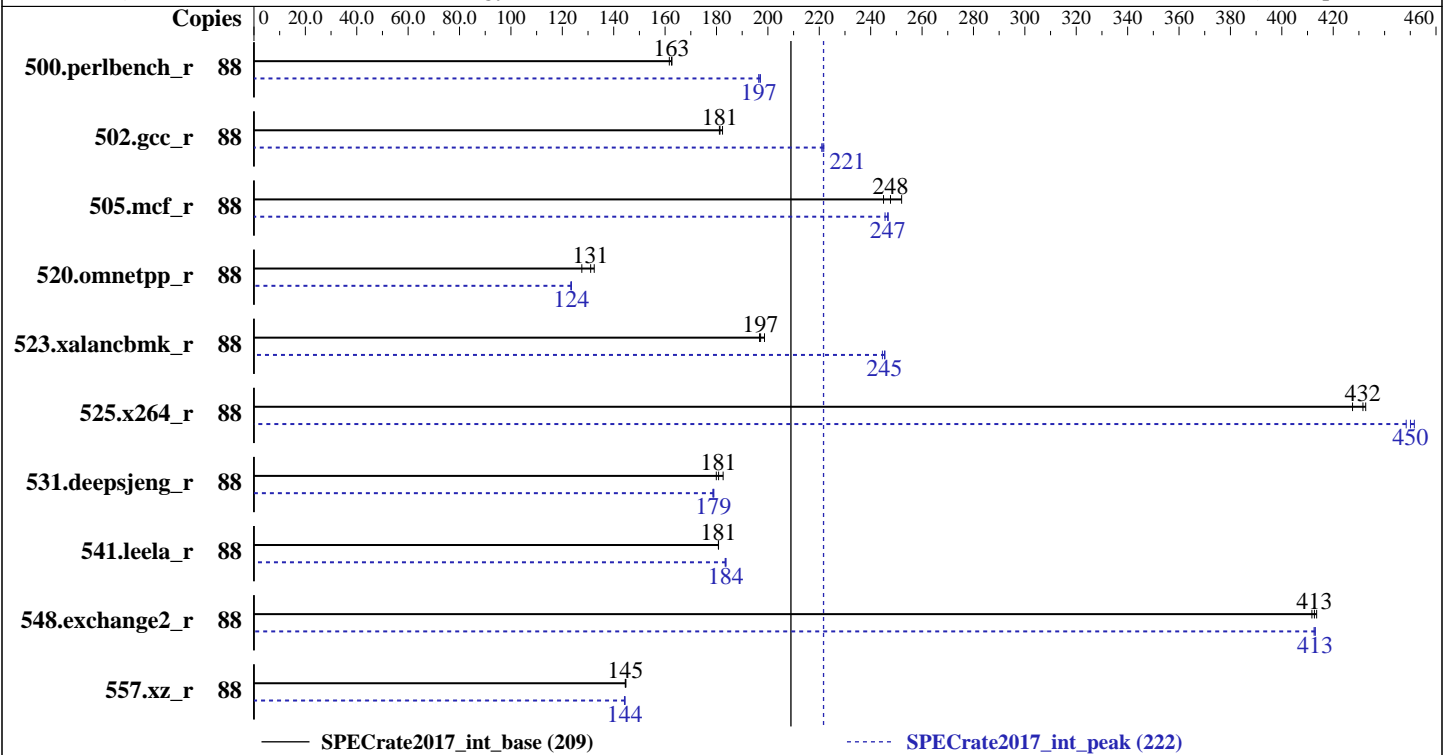 Copies 0 20.0 40.0 60.0 80.0 100 120 140 160 180 200 220 240 260 280 300 320 340 360 380 400 420 460
163
500.perlbench_r 88
197
181
502.gcc_r 88
221
248
505.mcf_r 88
247
131
520.omnetpp_r 88
124
197
523.xalancbmk_r 88
245
432
525.x264_r 88
450
181
531.deepsjeng_r 88
179
181
541.leela_r 88
184
413
548.exchange2_r 88
413
145
557.xz_r 88
144
SPECrate2017_int_base (209) SPECrate2017_int_peak (222)